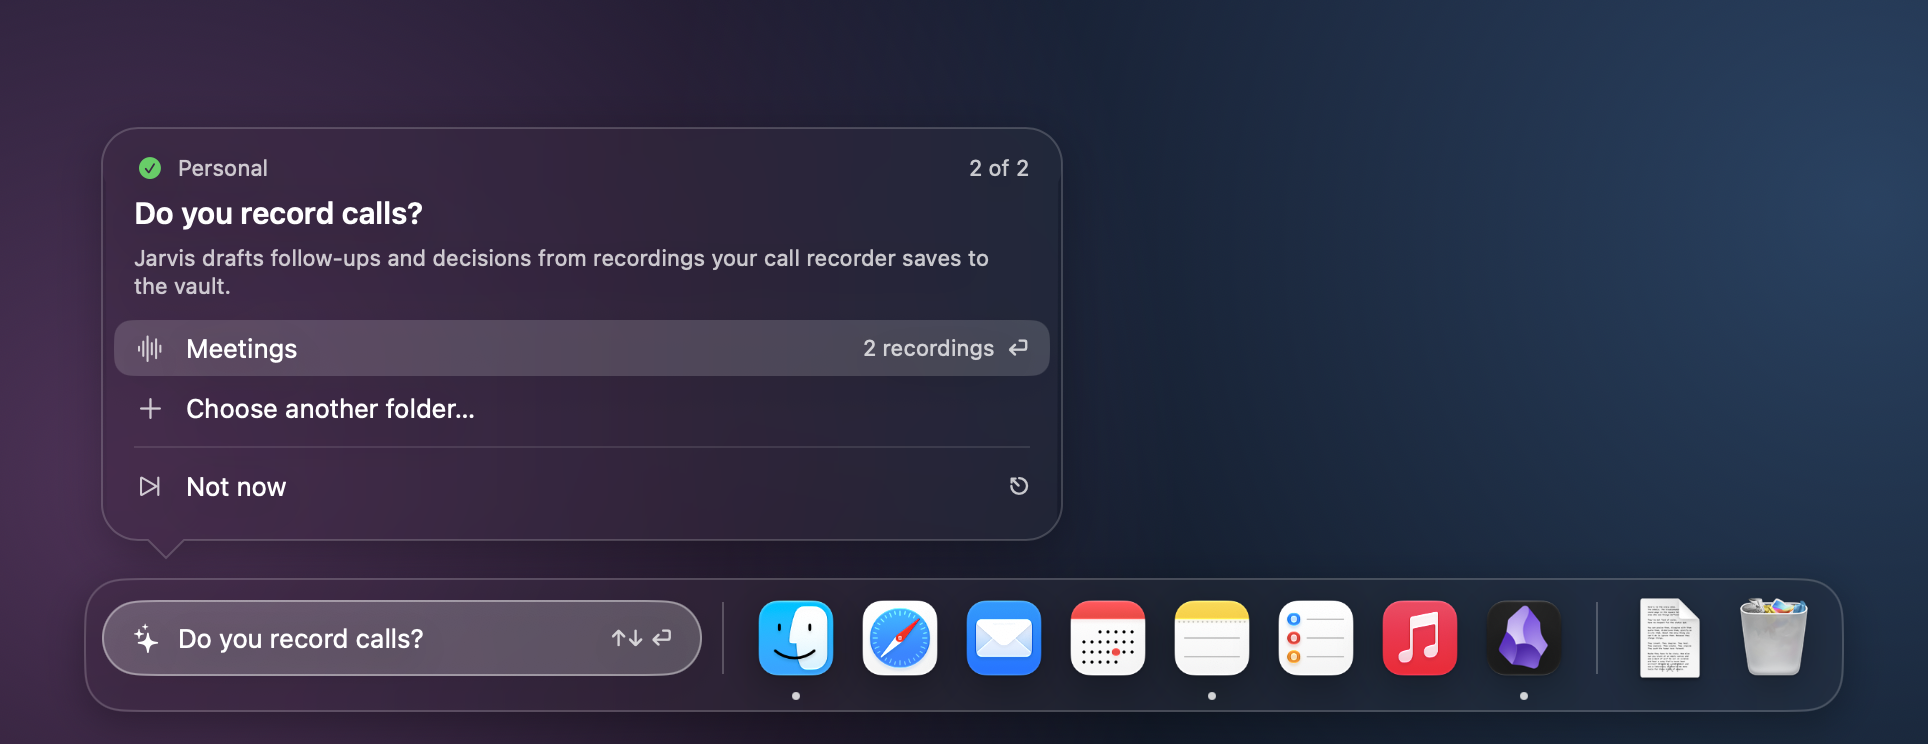 Personal
2 of 2
Do you record calls?
Jarvis drafts follow-ups and decisions from recordings your call recorder saves to
the vault.
Meetings
2 recordings
Choose another folder...
Not now
Do you record calls?